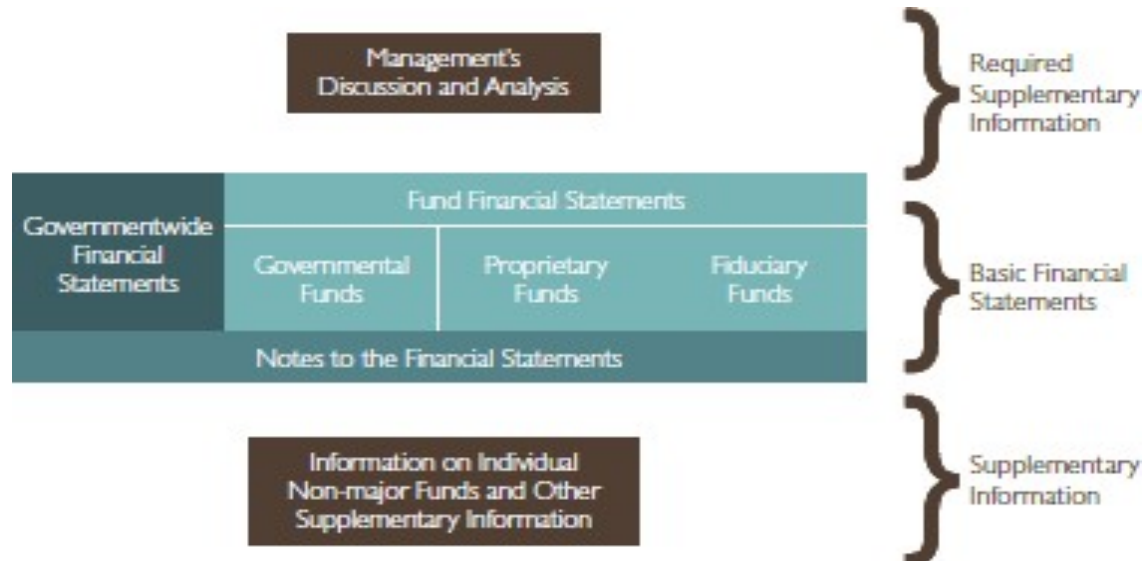 Management's
Discussion and Analysis
Required
Supplementary
Information
Governmentwide
Financial
Statements
Fund Financial Statements
Governmental
Funds
Proprietary
Funds
Fiduciary
Funds
Notes to the Financial Statements
Basic Financial
Statements
Information on Individual
Non-major Funds and Other
Supplementary Information
Supplementary
Information